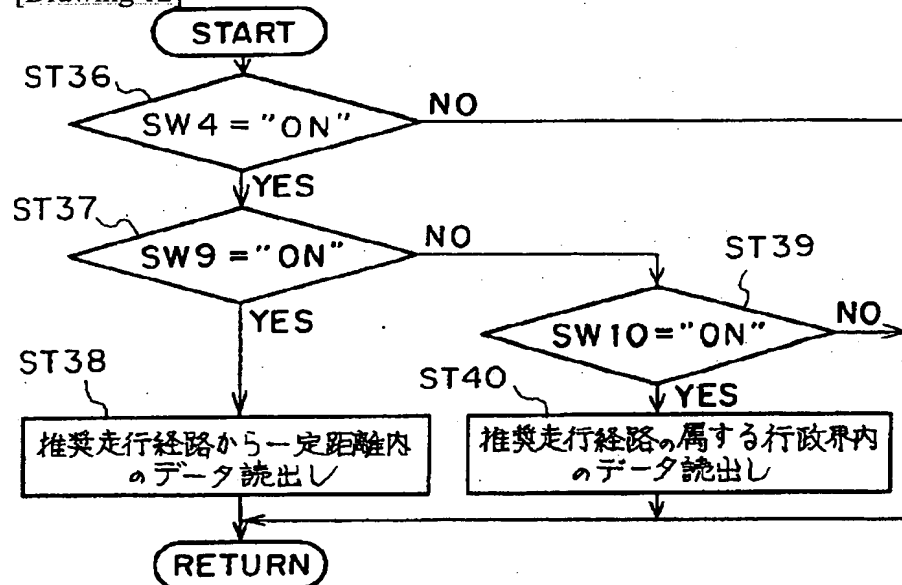 START
ST36
SW4="ON"
NO
YES
ST37
SW9="ON"
NO
YES
ST39
SW10="ON"
NO
YES
ST38
推奨走行経路から一定距離内
のデータ読出し
ST40
推奨走行経路の属する行政界内
のデータ読出し
RETURN